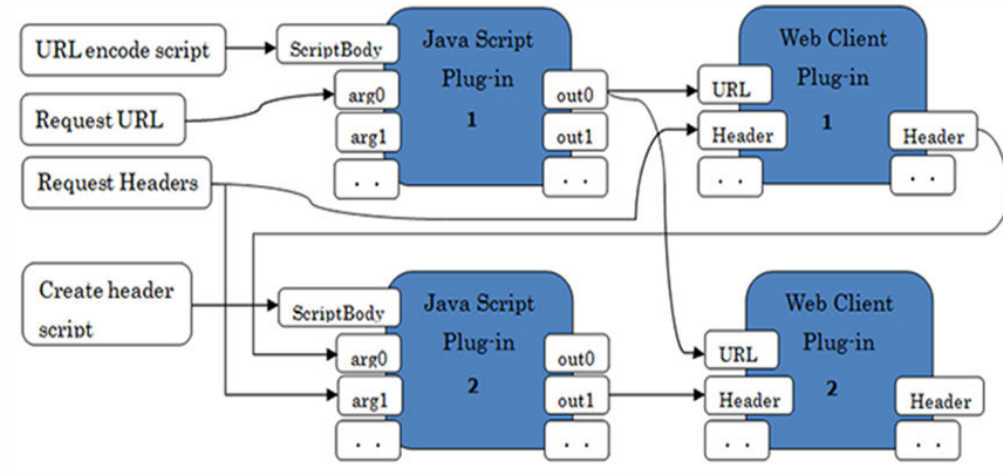 URL encode script
Request URL
Request Headers
Create header
script
ScriptBody
arg0
arg1
. .
Java Script
Plug-in
1
out0
out1
. .
URL
Header
. .
Web Client
Plug-in
1
Header
. .
ScriptBody
arg0
arg1
. .
Java Script
Plug-in
2
out0
out1
. .
URL
Header
. .
Web Client
Plug-in
2
Header
. .